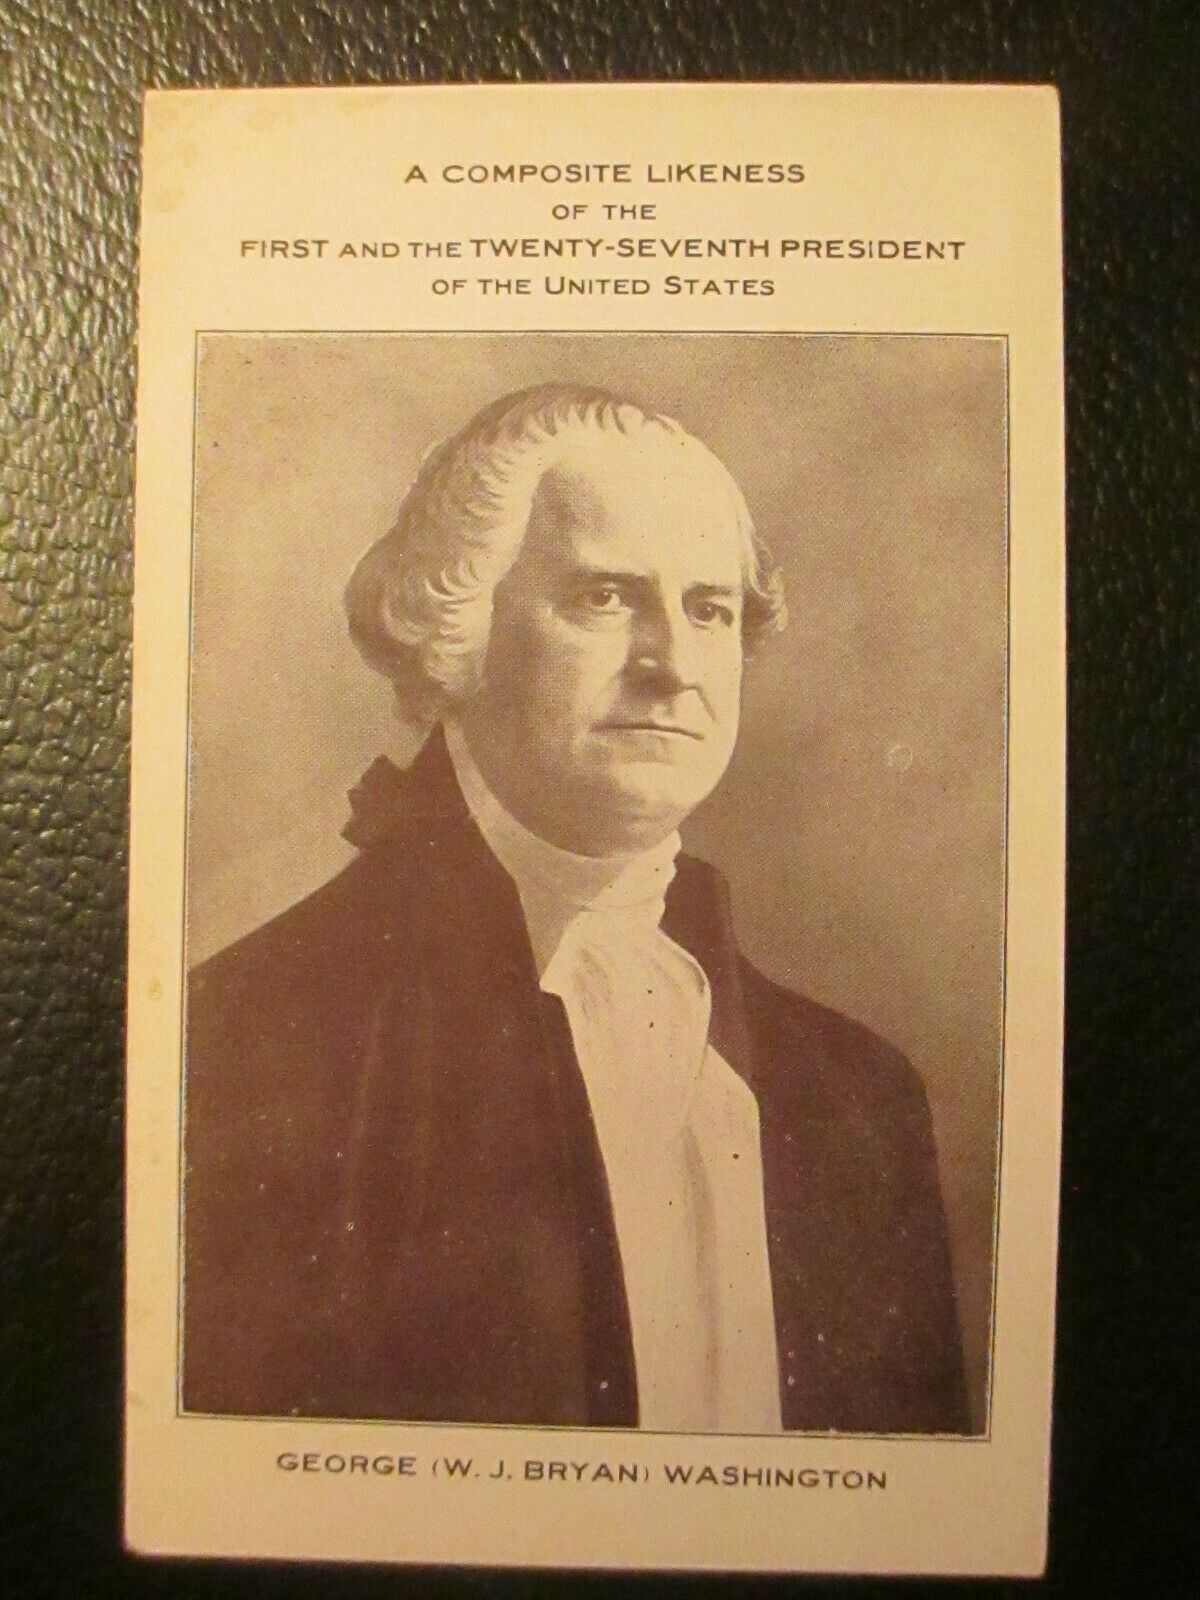 A COMPOSITE LIKENESS
OF THE
FIRST AND THE TWENTY-SEVENTH PRESIDENT
OF THE UNITED STATES
GEORGE (W. J. BRYAN) WASHINGTON